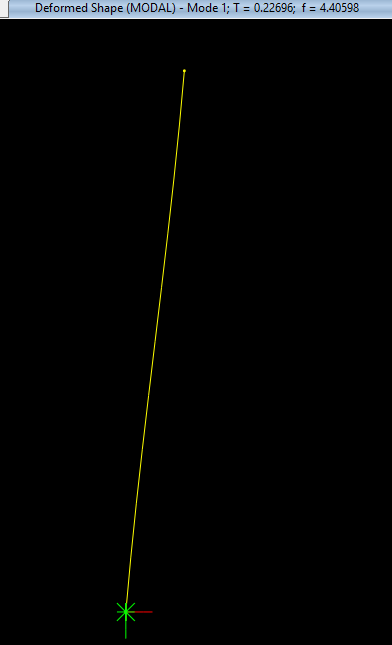 Deformed Shape (MODAL) - Mode 1; T = 0.22696; f = 4.40598